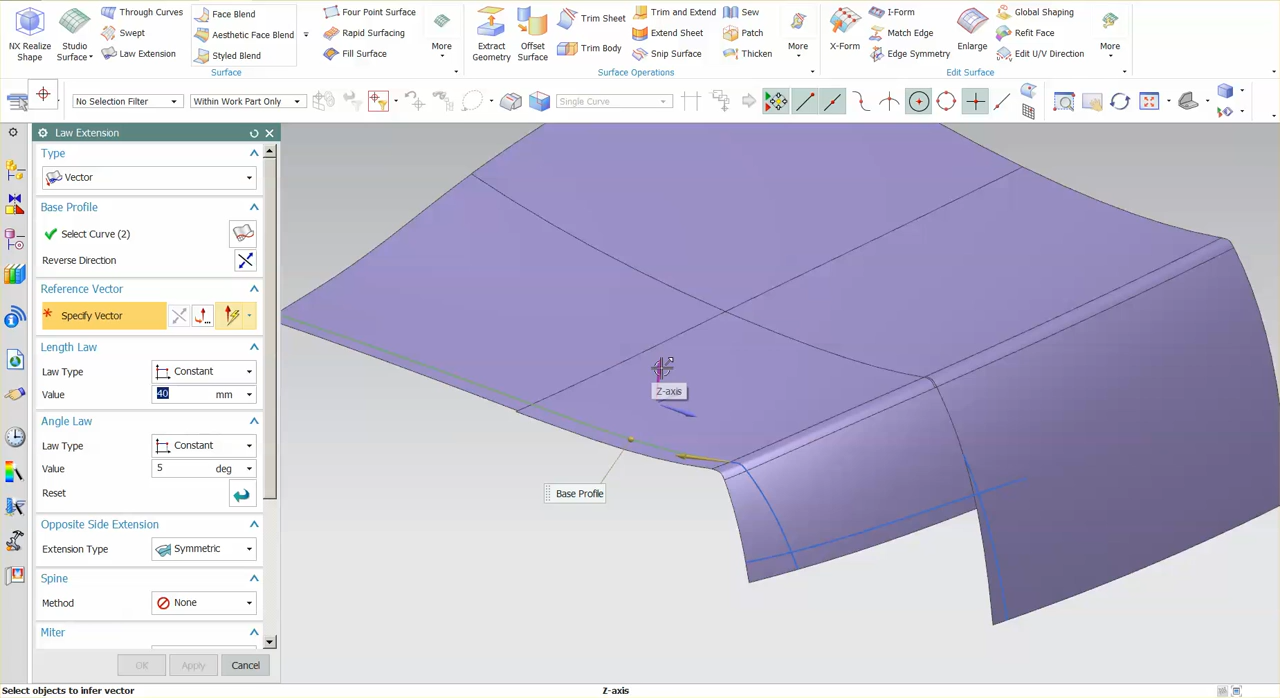 NX Realize Shape
Studio Surface
Through Curves
Swept
Law Extension
Face Blend
Aesthetic Face Blend
Styled Blend
Four Point Surface
Rapid Surfacing
Fill Surface
More
Surface
Extract Geometry
Offset Surface
Trim Sheet
Trim Body
Trim and Extend
Extend Sheet
Snip Surface
Sew
Patch
Thicken
More
Surface Operations
X-Form
I-Form
Match Edge
Edge Symmetry
Enlarge
Global Shaping
Refit Face
Edit U/V Direction
More
Edit Surface
No Selection Filter
Within Work Part Only
Single Curve
Law Extension
Type
Vector
Base Profile
Select Curve (2)
Reverse Direction
Reference Vector
* Specify Vector
Length Law
Law Type
Constant
Value
40 mm
Angle Law
Law Type
Constant
Value
5 deg
Reset
Opposite Side Extension
Extension Type
Symmetric
Spine
Method
None
Miter
OK
Apply
Cancel
Z-axis
Base Profile
Select objects to infer vector
Z-axis